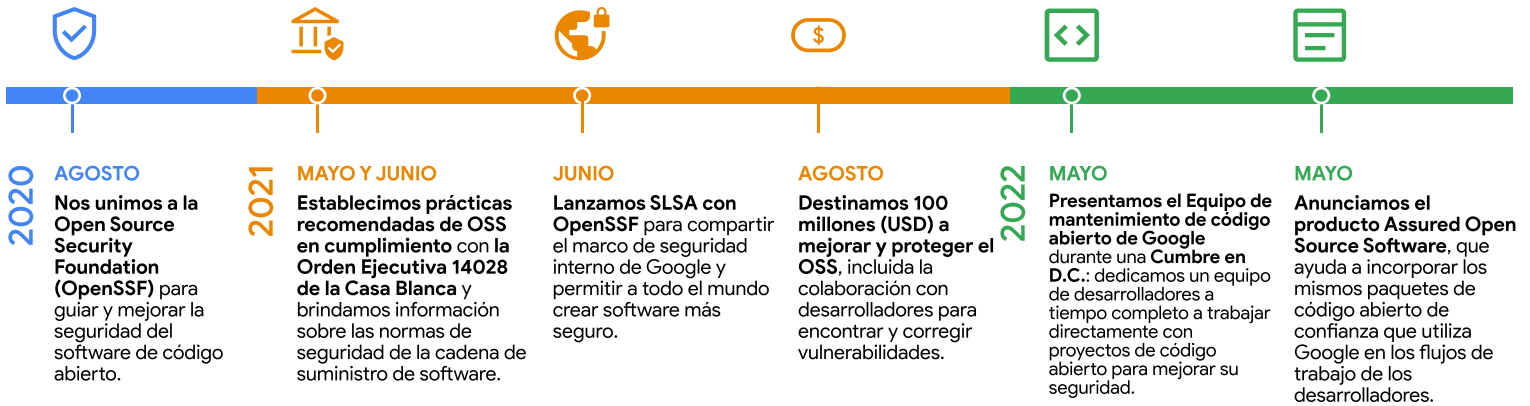 2020
AGOSTO
Nos unimos a la
Open Source
Security
Foundation
(OpenSSF) para
guiar y mejorar la
seguridad del
software de código
abierto.
2021
MAYO Y JUNIO
Establecimos prácticas
recomendadas de OSS
en cumplimiento con la
Orden Ejecutiva 14028
de la Casa Blanca y
brindamos información
sobre las normas de
seguridad de la cadena de
suministro de software.
JUNIO
Lanzamos SLSA con
OpenSSF para compartir
el marco de seguridad
interno de Google y
permitir a todo el mundo
crear software más
seguro.
$
AGOSTO
Destinamos 100
millones (USD) a
mejorar y proteger el
OSS, incluida la
colaboración con
desarrolladores para
encontrar y corregir
vulnerabilidades.
2022
MAYO
Presentamos el Equipo de
mantenimiento de código
abierto de Google
durante una Cumbre en
D.C.: dedicamos un equipo
de desarrolladores a
tiempo completo a trabajar
directamente con
proyectos de código
abierto para mejorar su
seguridad.
MAYO
Anunciamos el
producto Assured Open
Source Software, que
ayuda a incorporar los
mismos paquetes de
código abierto de
confianza que utiliza
Google en los flujos de
trabajo de los
desarrolladores.